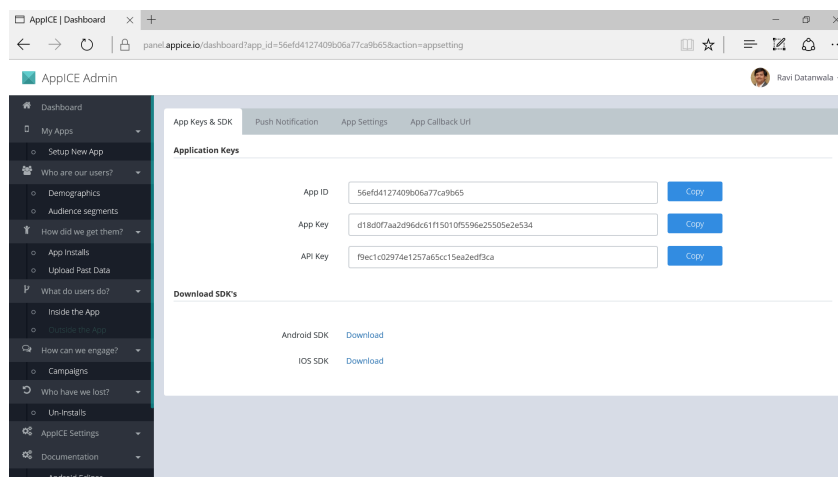 AppICE | Dashboard
panel.appice.io/dashboard?app_id=56efd4127409b06a77ca9b65&action=appsetting
AppICE Admin
Ravi Datanwala
Dashboard
My Apps
Setup New App
Who are our users?
Demographics
Audience segments
How did we get them?
App Installs
Upload Past Data
What do users do?
Inside the App
Outside the App
How can we engage?
Campaigns
Who have we lost?
Un-Installs
AppICE Settings
Documentation
Android Eclipse
App Keys & SDK
Push Notification
App Settings
App Callback Url
Application Keys
App ID
56efd4127409b06a77ca9b65
Copy
App Key
d18d0f7aa2d96dc61f15010f5596e25505e2e534
Copy
API Key
f9ec1c02974e1257a65cc15ea2edf3ca
Copy
Download SDK's
Android SDK
Download
IOS SDK
Download